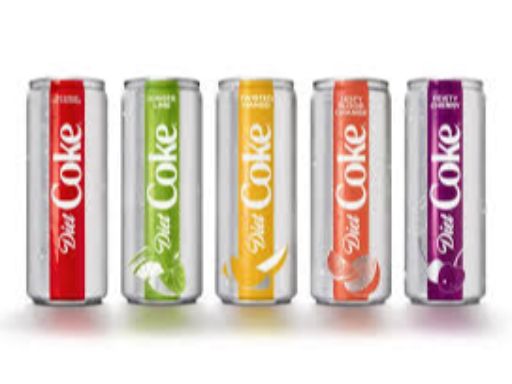 Diet Coke
GINGER
LIME
Diet Coke
TWISTED
MANGO
Diet Coke
ZESTY
BLOOD
ORANGE
Diet Coke
FEISTY
CHERRY
Diet Coke